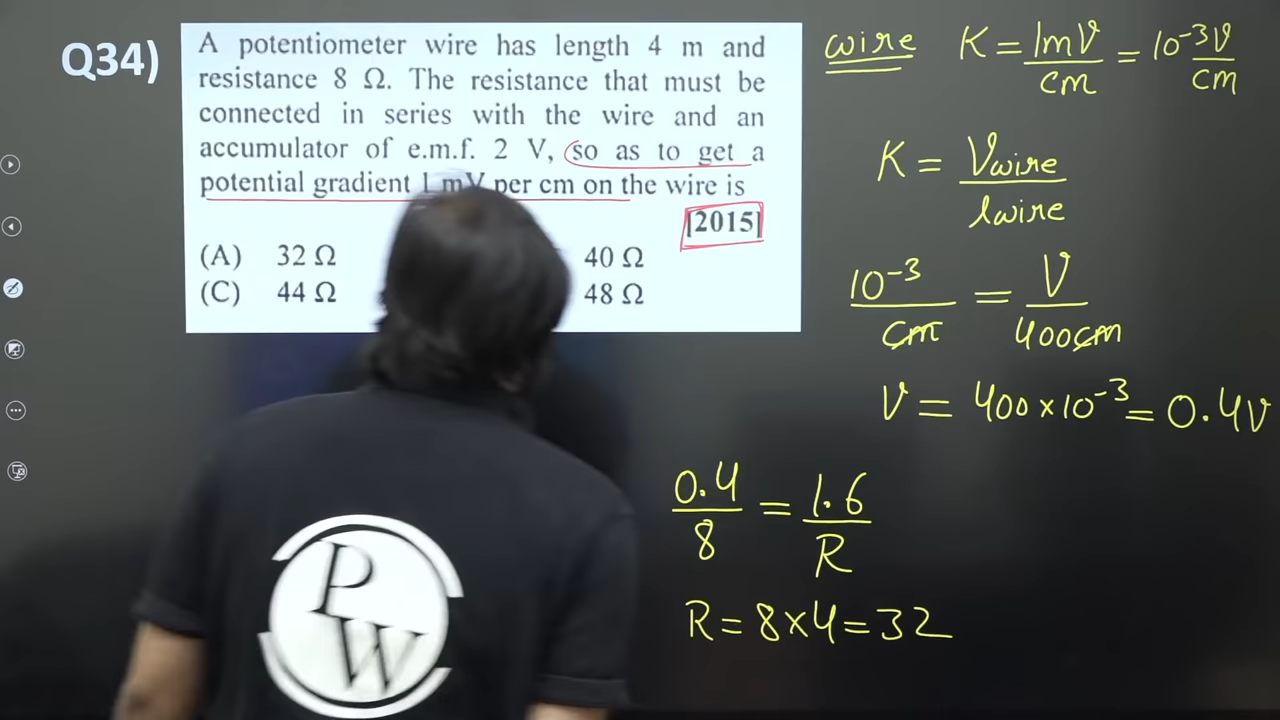 Q34)
A potentiometer wire has length 4 m and
resistance 8 Ω. The resistance that must be
connected in series with the wire and an
accumulator of e.m.f. 2 V, so as to get a
potential gradient 1 mV per cm on the wire is
[2015]
(A) 32 Ω 40 Ω
(C) 44 Ω 48 Ω
wire K = 1mV/cm = 10⁻³V/cm
K = Vwire/lwire
10⁻³/cm = V/400cm
V = 400×10⁻³ = 0.4V
0.4/8 = 1.6/R
R = 8×4 = 32
PW